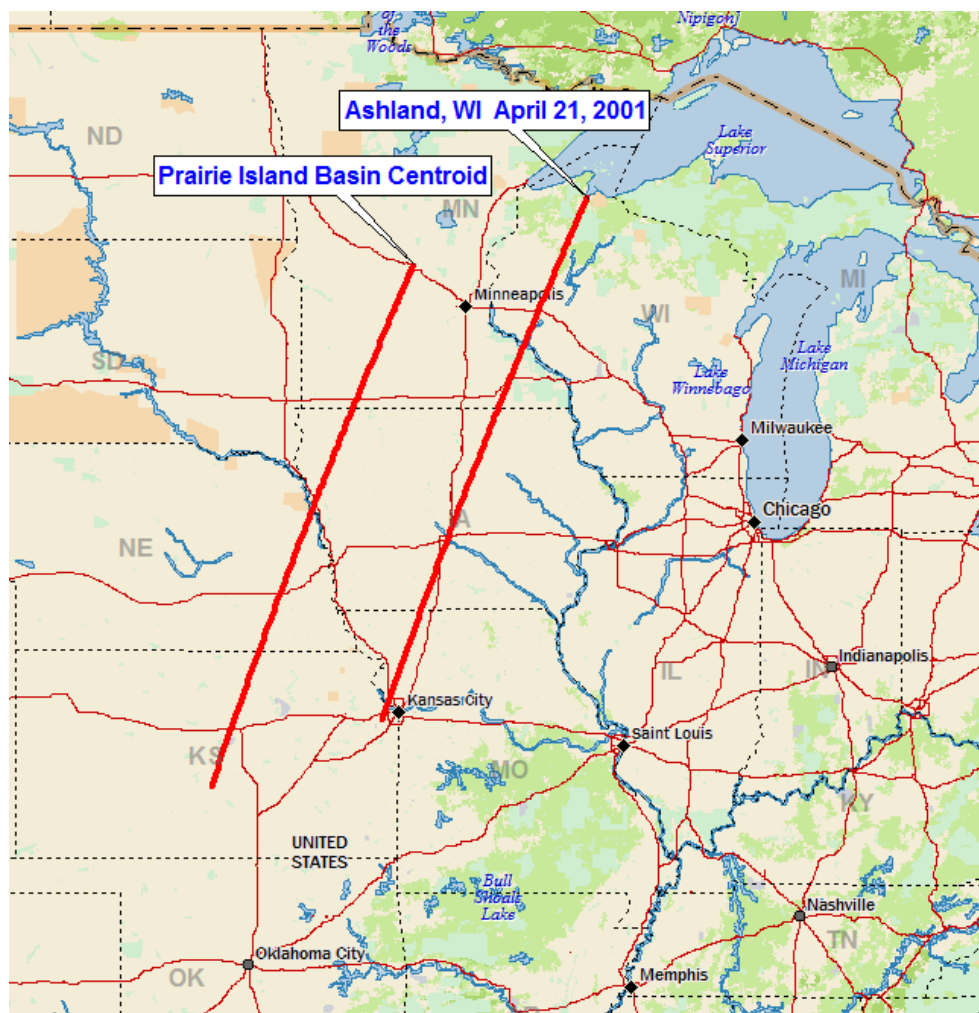 Nipigon
of
the
Woods
Ashland, WI  April 21, 2001
ND
Lake
Superior
Prairie Island Basin Centroid
MN
MI
Minneapolis
WI
SD
Lake
Michigan
Lake
Winnebago
Milwaukee
Chicago
IA
NE
Indianapolis
IL
IN
Kansas City
Saint Louis
KS
MO
KY
UNITED
STATES
Bull
Shoals
Lake
Nashville
TN
Oklahoma City
OK
Memphis